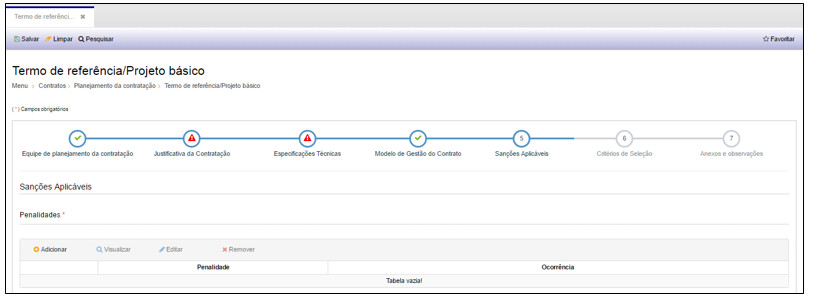 Termo de referênci... ✖
Salvar Limpar Pesquisar ☆ Favoritar
Termo de referência/Projeto básico
Menu › Contratos › Planejamento da contratação › Termo de referência/Projeto básico
( * ) Campos obrigatórios
5 6 7
Equipe de planejamento da contratação Justificativa da Contratação Especificações Técnicas Modelo de Gestão do Contrato Sanções Aplicáveis Critérios de Seleção Anexos e observações
Sanções Aplicáveis
Penalidades *
Adicionar Visualizar Editar Remover
Penalidade Ocorrência
Tabela vazia!